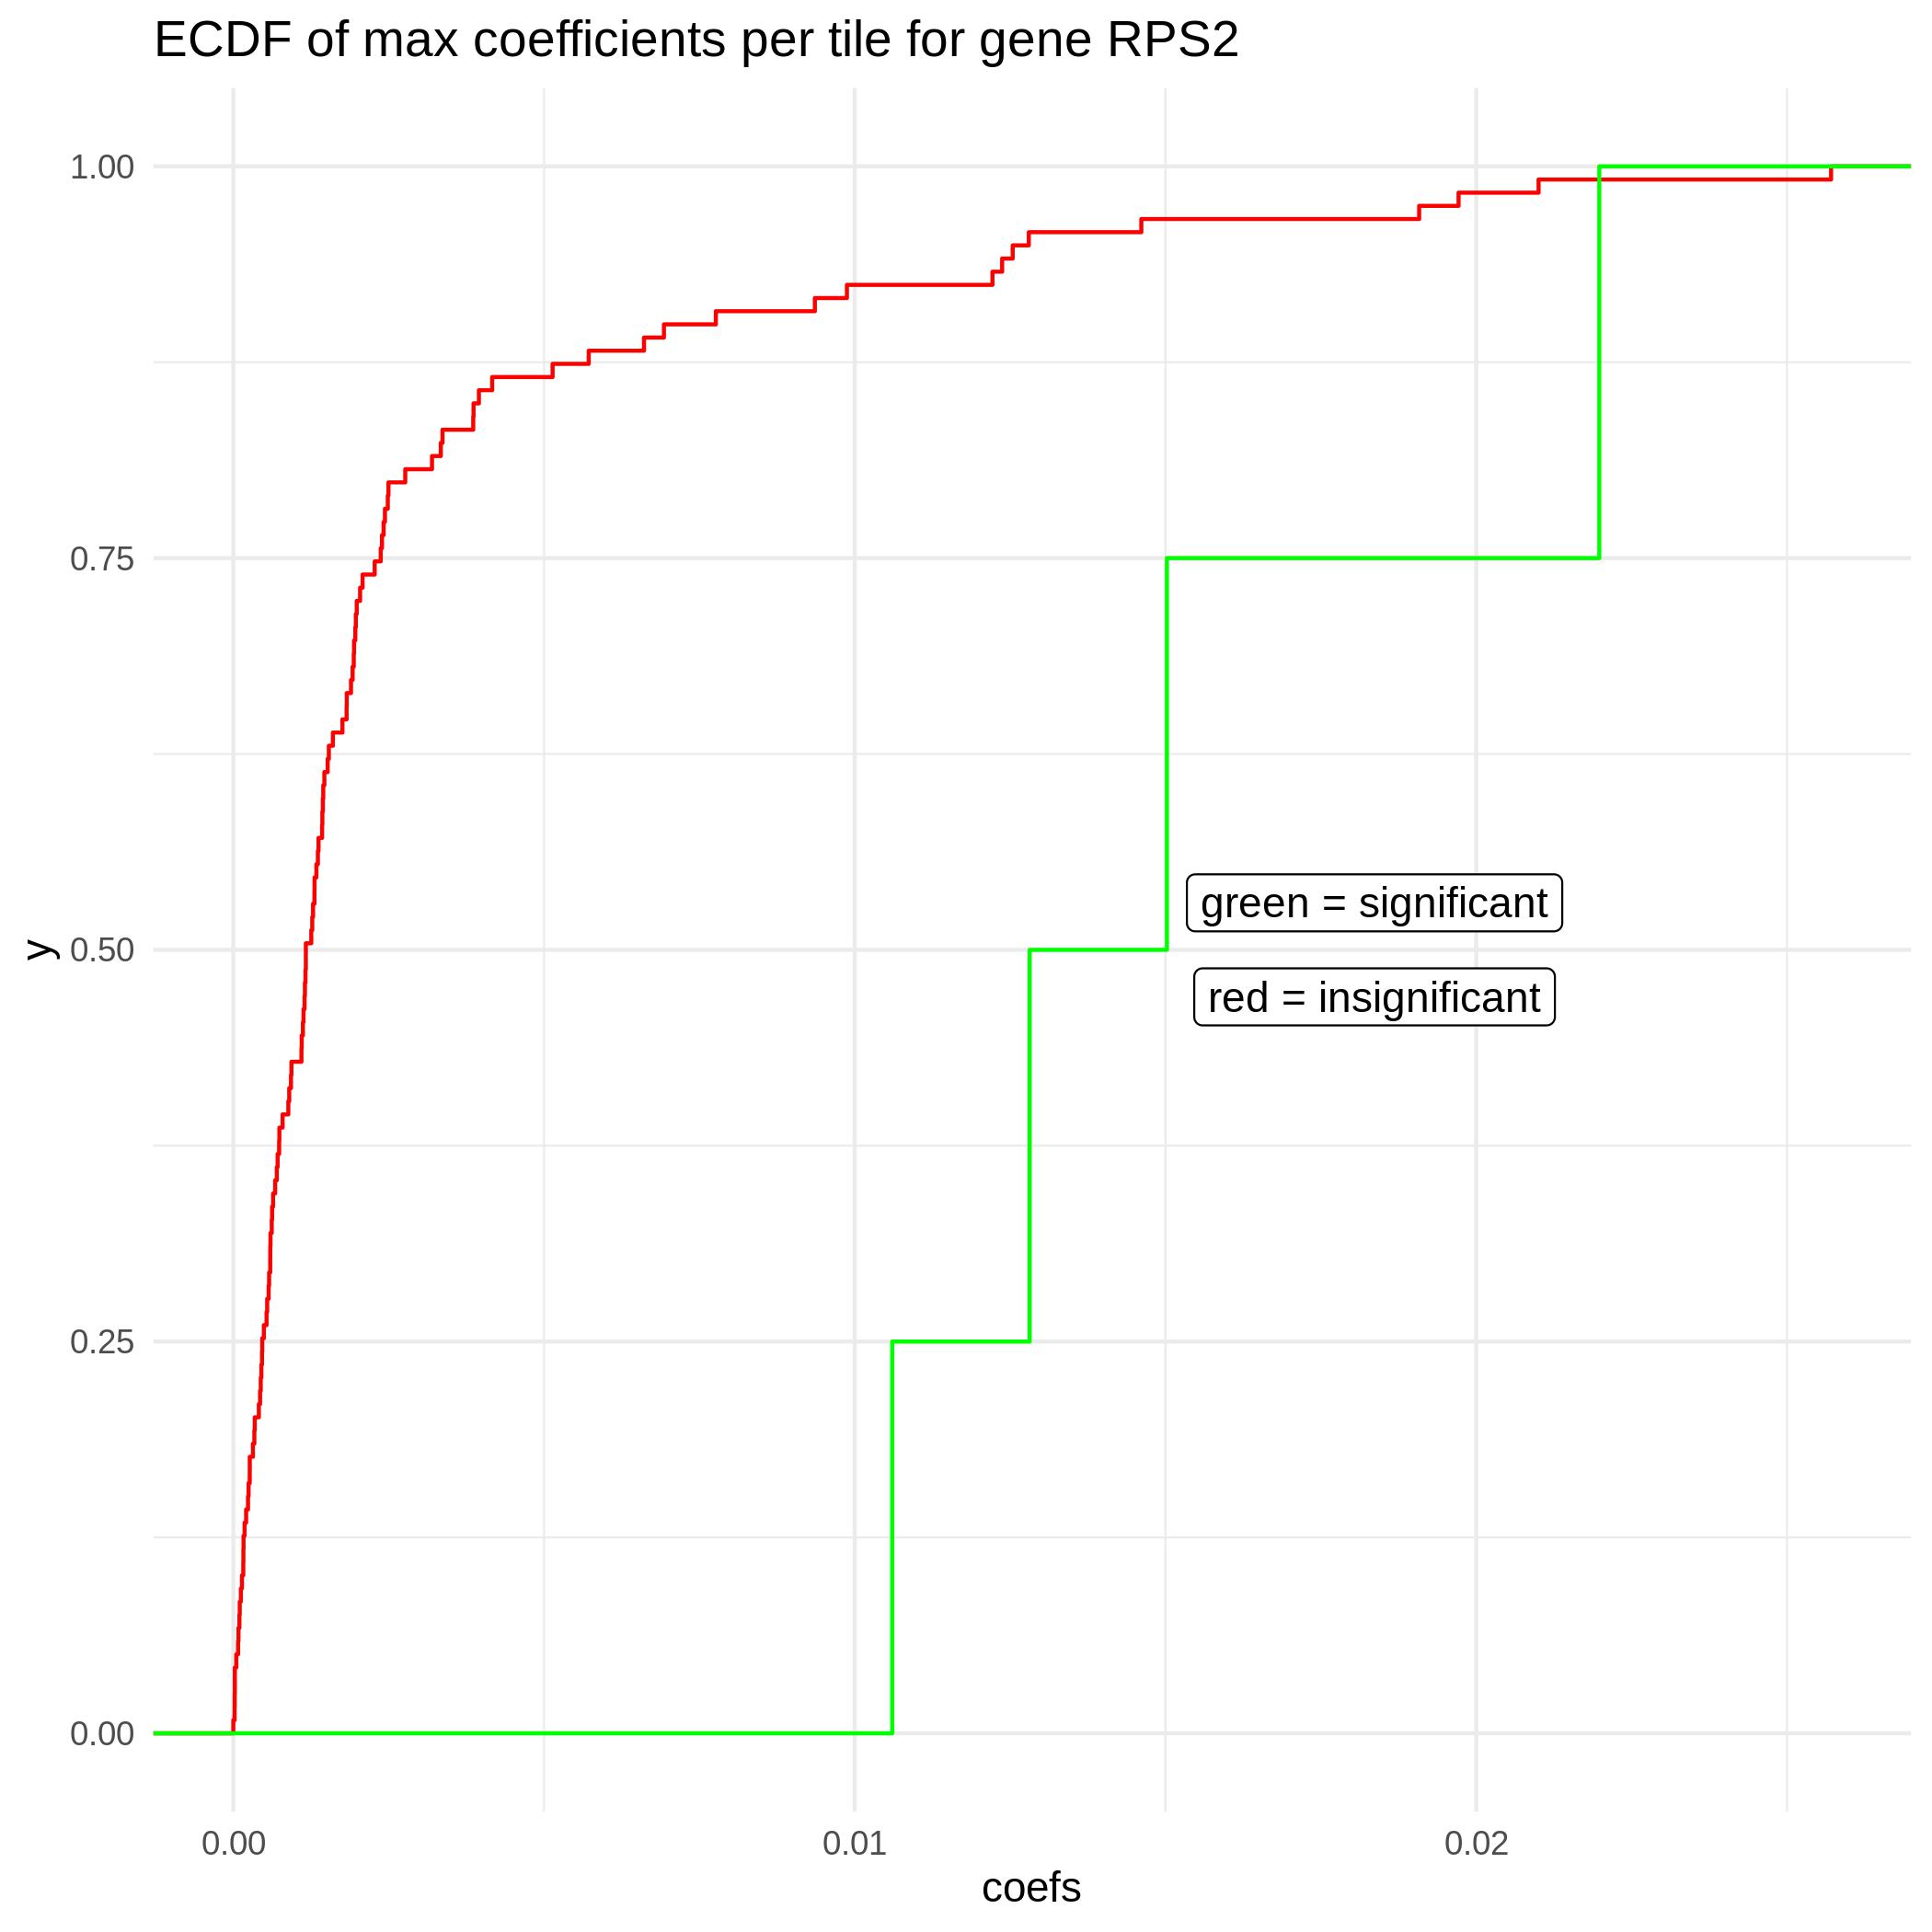 ECDF of max coefficients per tile for gene RPS2
1.00
0.75
green = significant
y
0.50
red = insignificant
0.25
0.00
0.00 0.01 0.02
coefs